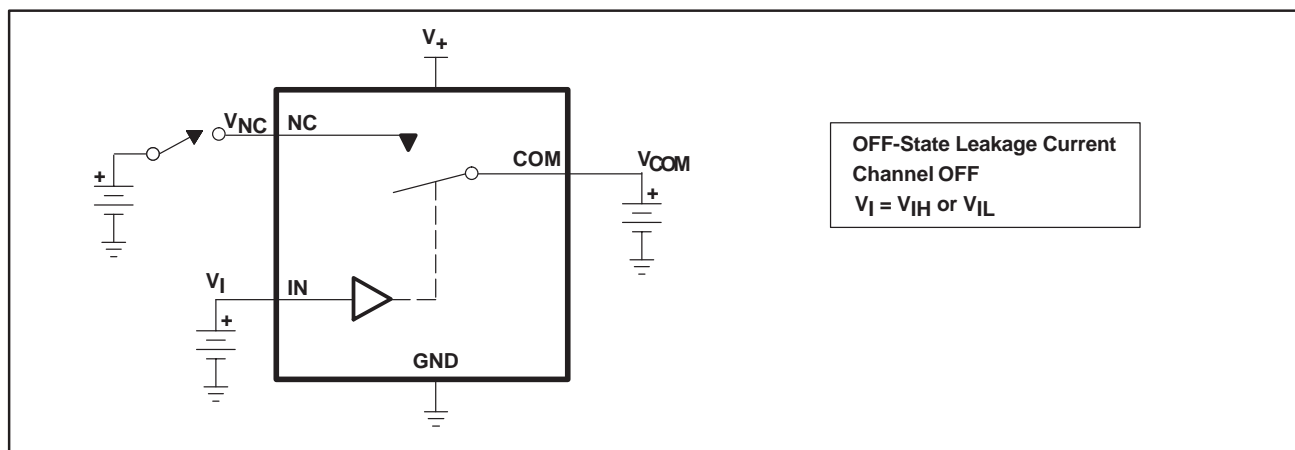 V+
VNC NC
COM VCOM
+
+
VI IN
+
GND
OFF-State Leakage Current
Channel OFF
VI = VIH or VIL